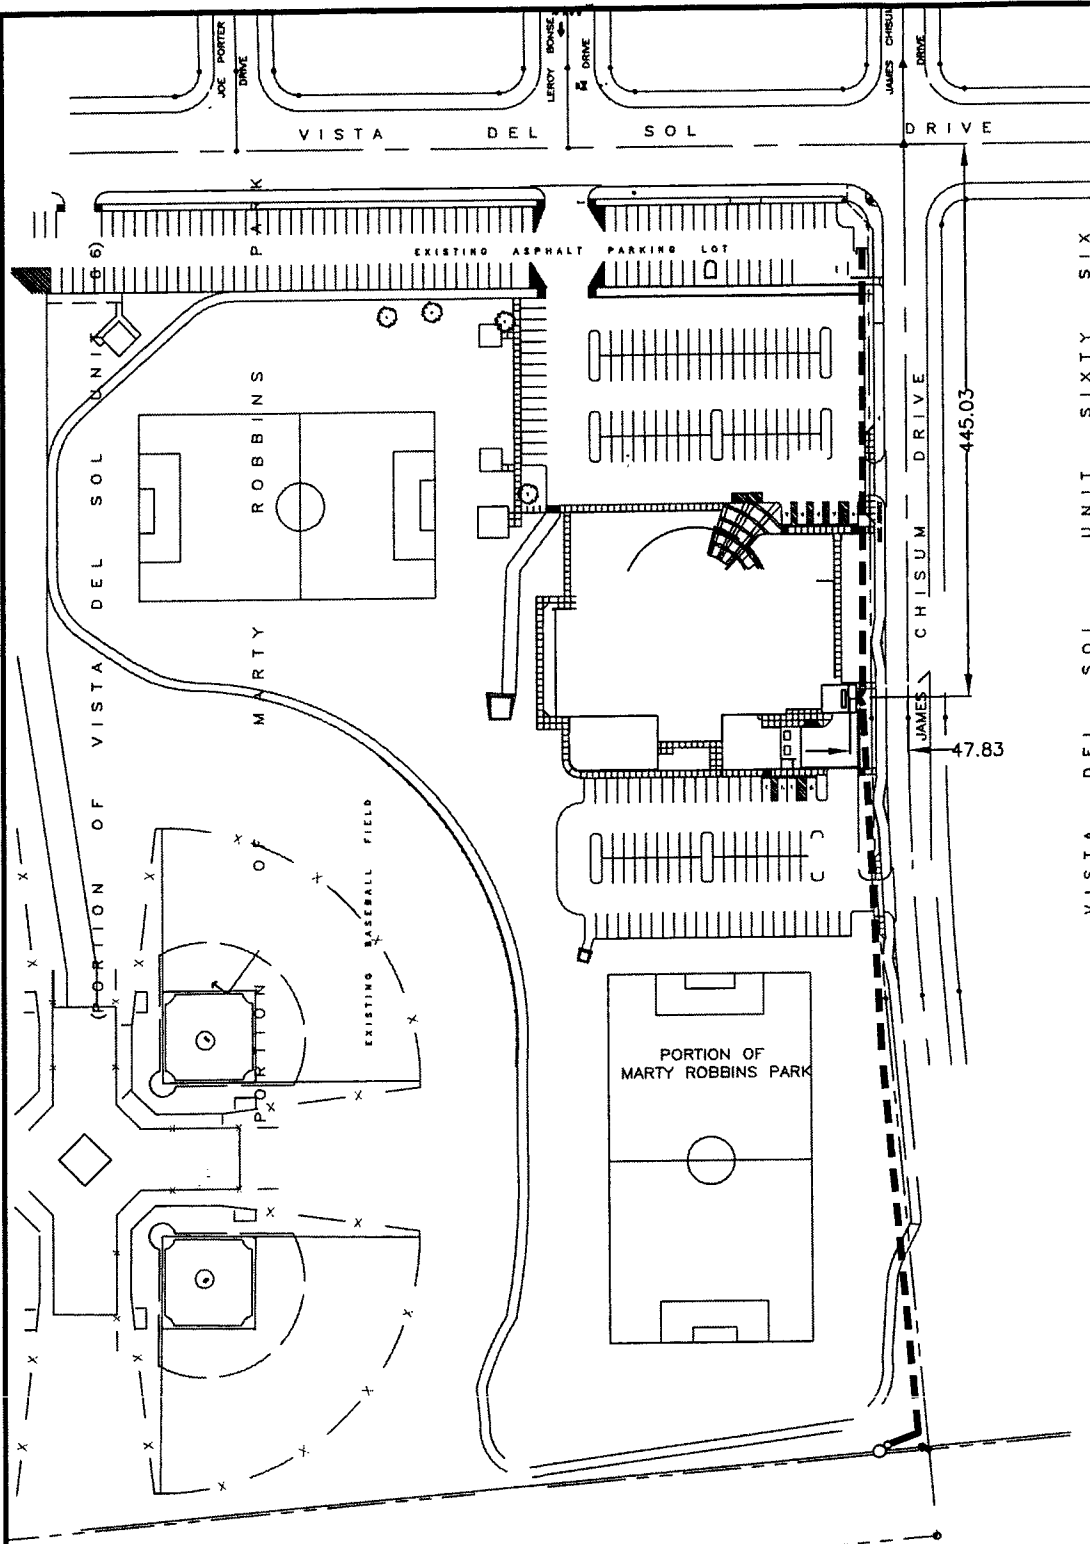 JOE PORTER
DRIVE
LEROY BONSE
DRIVE
JAMES CHISUM
DRIVE
VISTA DEL SOL DRIVE
EXISTING ASPHALT PARKING LOT
(PORTION OF VISTA DEL SOL UNIT 66)
PORTION OF MARTY ROBBINS PARK
JAMES CHISUM DRIVE
445.03
47.83
VISTA DEL SOL UNIT SIXTY SIX
EXISTING BASEBALL FIELD
PORTION OF
MARTY ROBBINS PARK